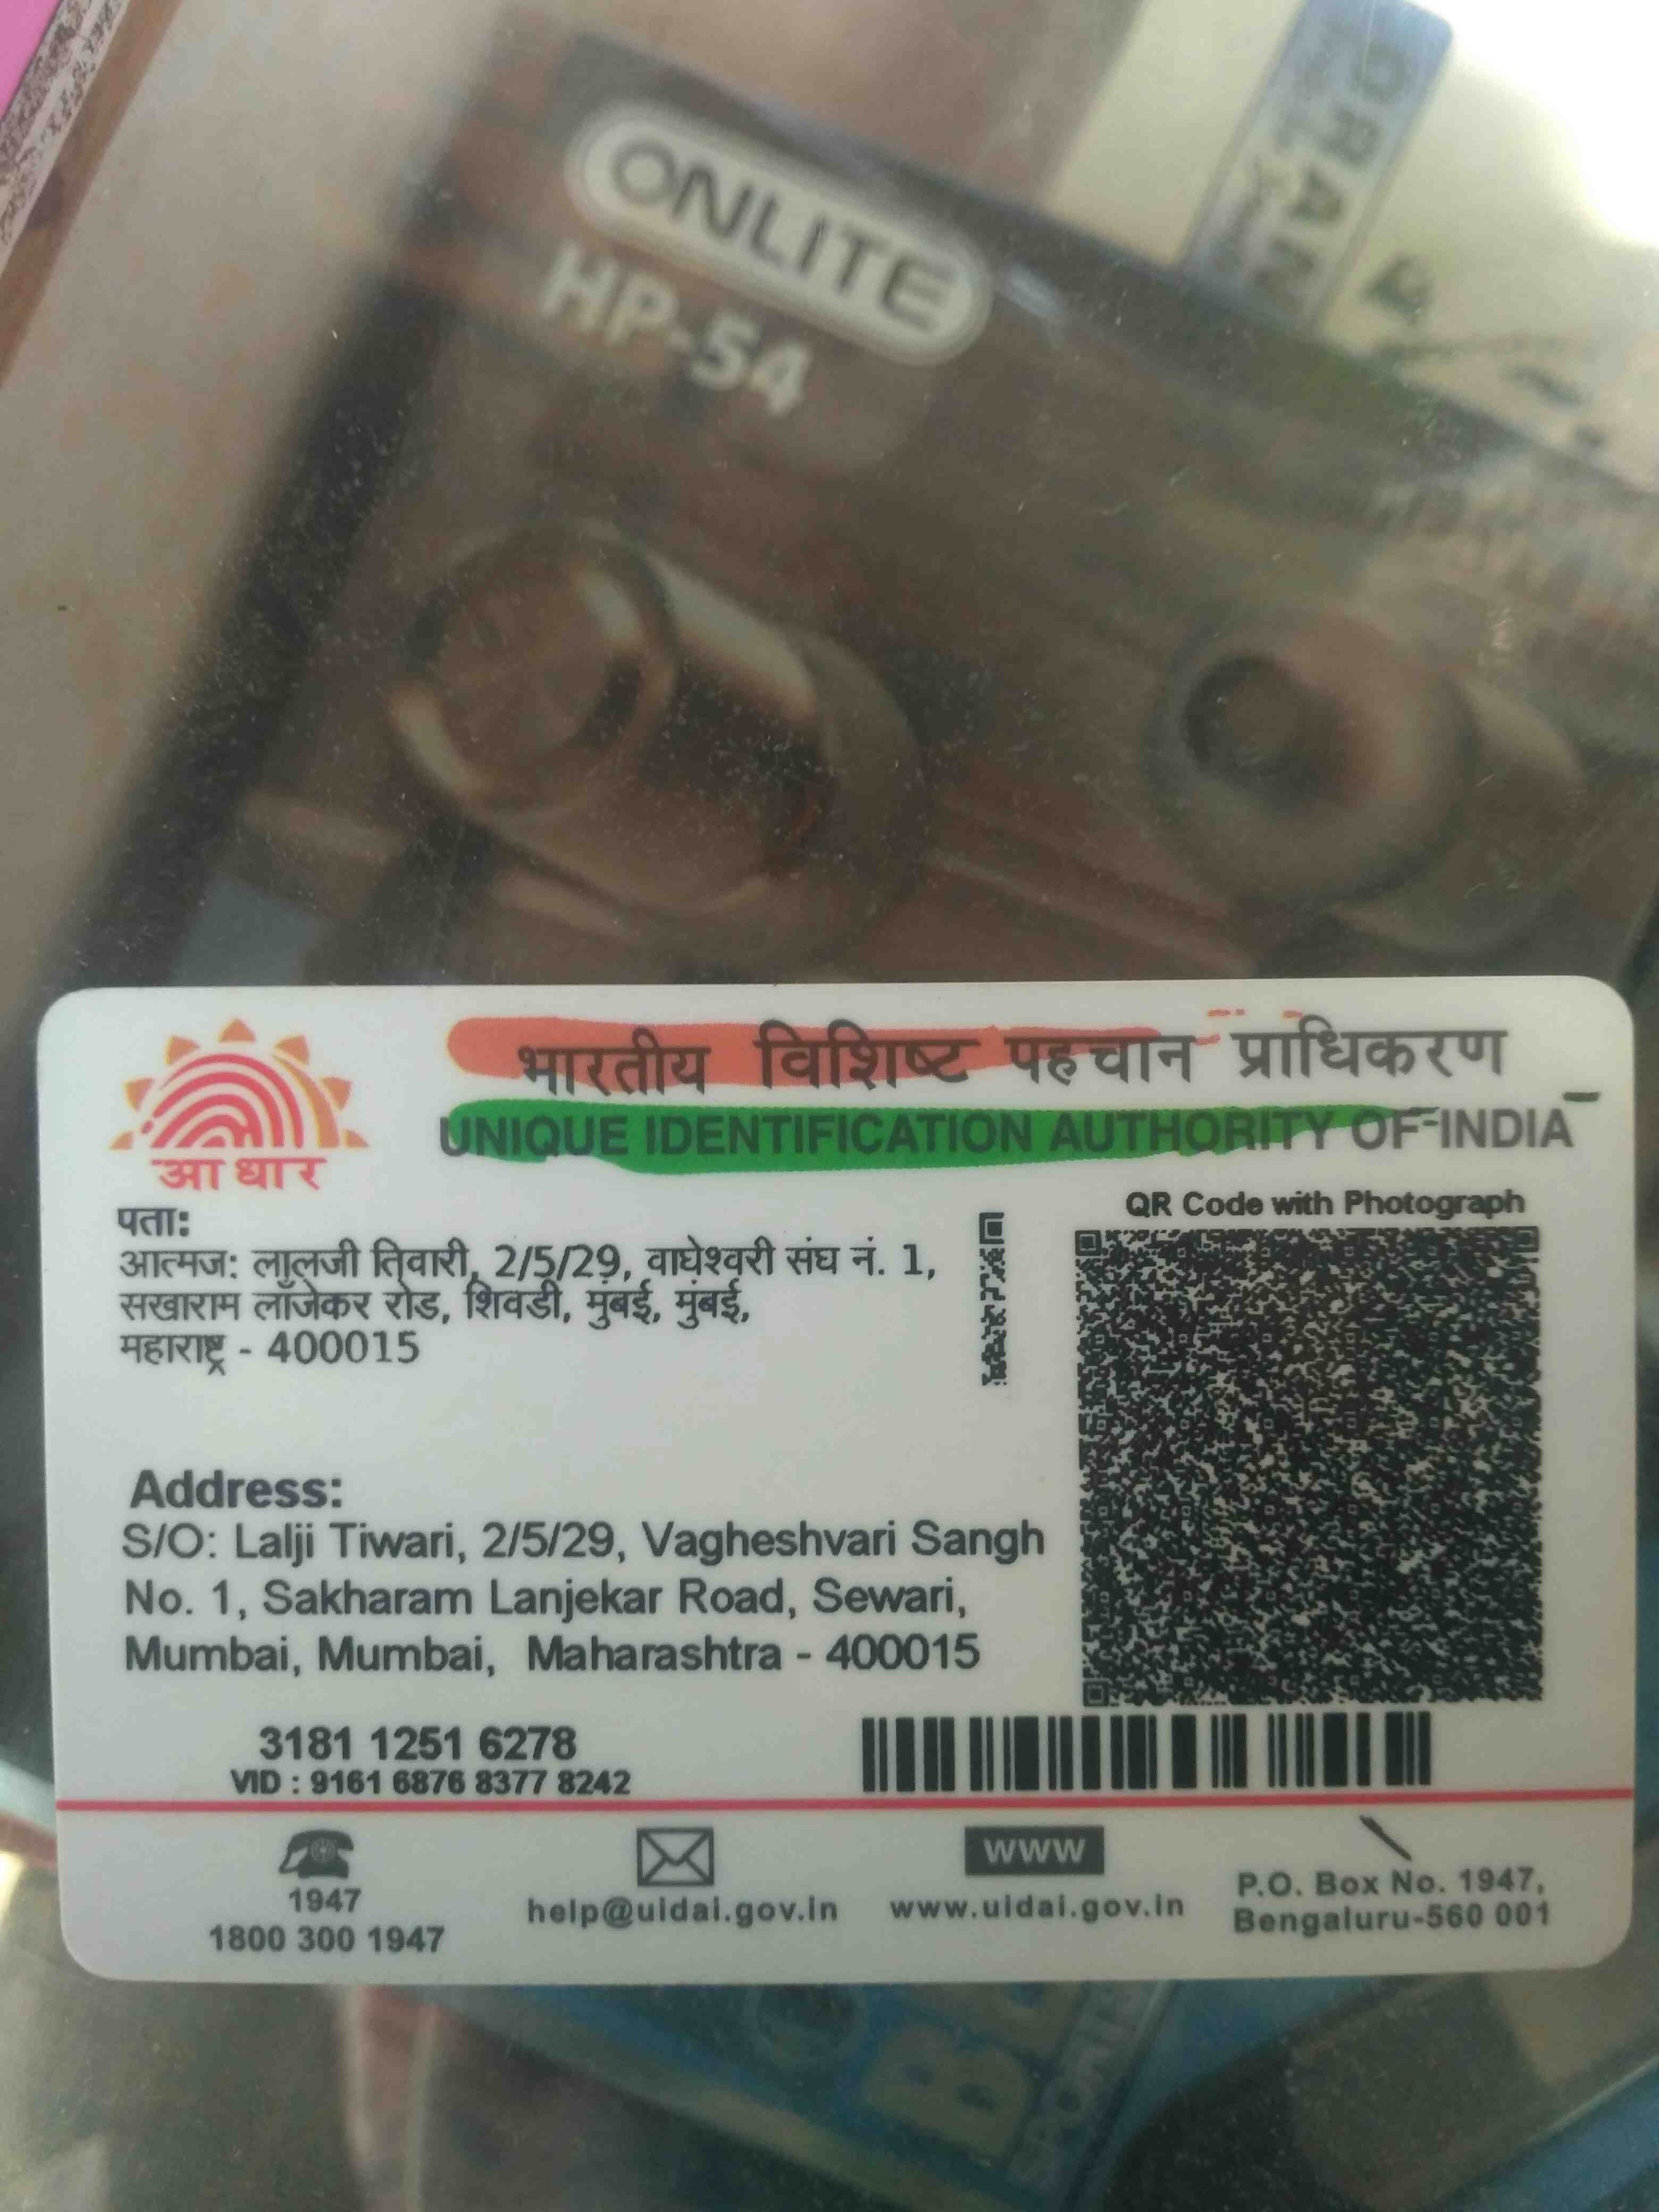 ONLITE
HP-54
भारतीय विशिष्ट पहचान प्राधिकरण
UNIQUE IDENTIFICATION AUTHORITY OF INDIA
आधार
QR Code with Photograph
पता:
आत्मज: लालजी तिवारी, 2/5/29, वाघेश्वरी संघ नं. 1,
सखाराम लाँजेकर रोड, शिवडी, मुंबई, मुंबई,
महाराष्ट्र - 400015
Address:
S/O: Lalji Tiwari, 2/5/29, Vagheshvari Sangh
No. 1, Sakharam Lanjekar Road, Sewari,
Mumbai, Mumbai, Maharashtra - 400015
3181 1251 6278
VID : 9161 6876 8377 8242
1947
1800 300 1947
help@uidai.gov.in
WWW
www.uidai.gov.in
P.O. Box No. 1947,
Bengaluru-560 001